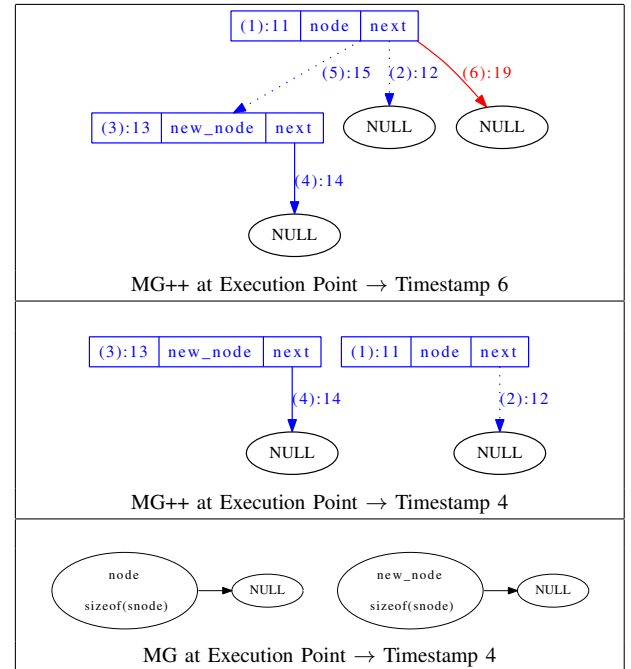 (1):11 node next
(5):15 (2):12 (6):19
(3):13 new_node next NULL NULL
(4):14
NULL
MG++ at Execution Point → Timestamp 6
(3):13 new_node next (1):11 node next
(4):14 (2):12
NULL NULL
MG++ at Execution Point → Timestamp 4
node new_node
NULL NULL
sizeof(snode) sizeof(snode)
MG at Execution Point → Timestamp 4